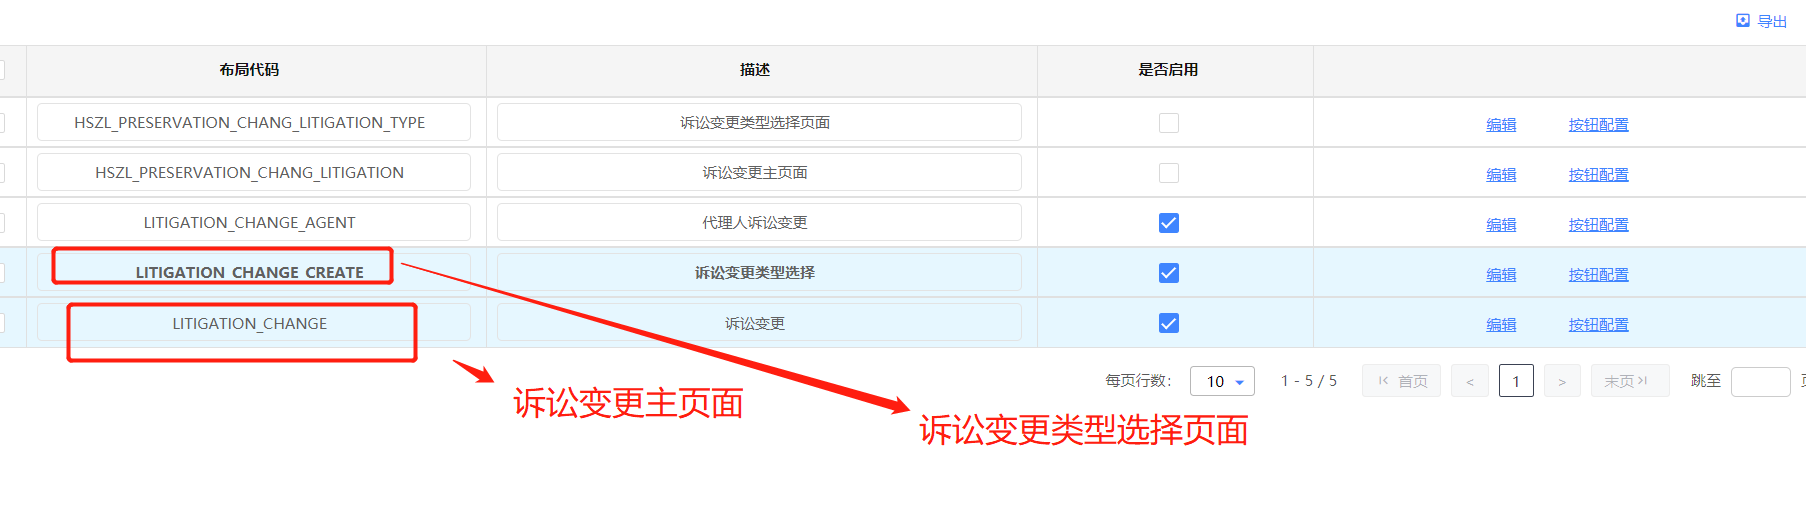 导出
布局代码 描述 是否启用
HSZL_PRESERVATION_CHANG_LITIGATION_TYPE 诉讼变更类型选择页面 编辑 按钮配置
HSZL_PRESERVATION_CHANG_LITIGATION 诉讼变更主页面 编辑 按钮配置
LITIGATION_CHANGE_AGENT 代理人诉讼变更 编辑 按钮配置
LITIGATION_CHANGE_CREATE 诉讼变更类型选择 编辑 按钮配置
LITIGATION_CHANGE 诉讼变更 编辑 按钮配置
每页行数: 10 1 - 5 / 5 首页 < 1 > 末页 跳至
诉讼变更主页面
诉讼变更类型选择页面